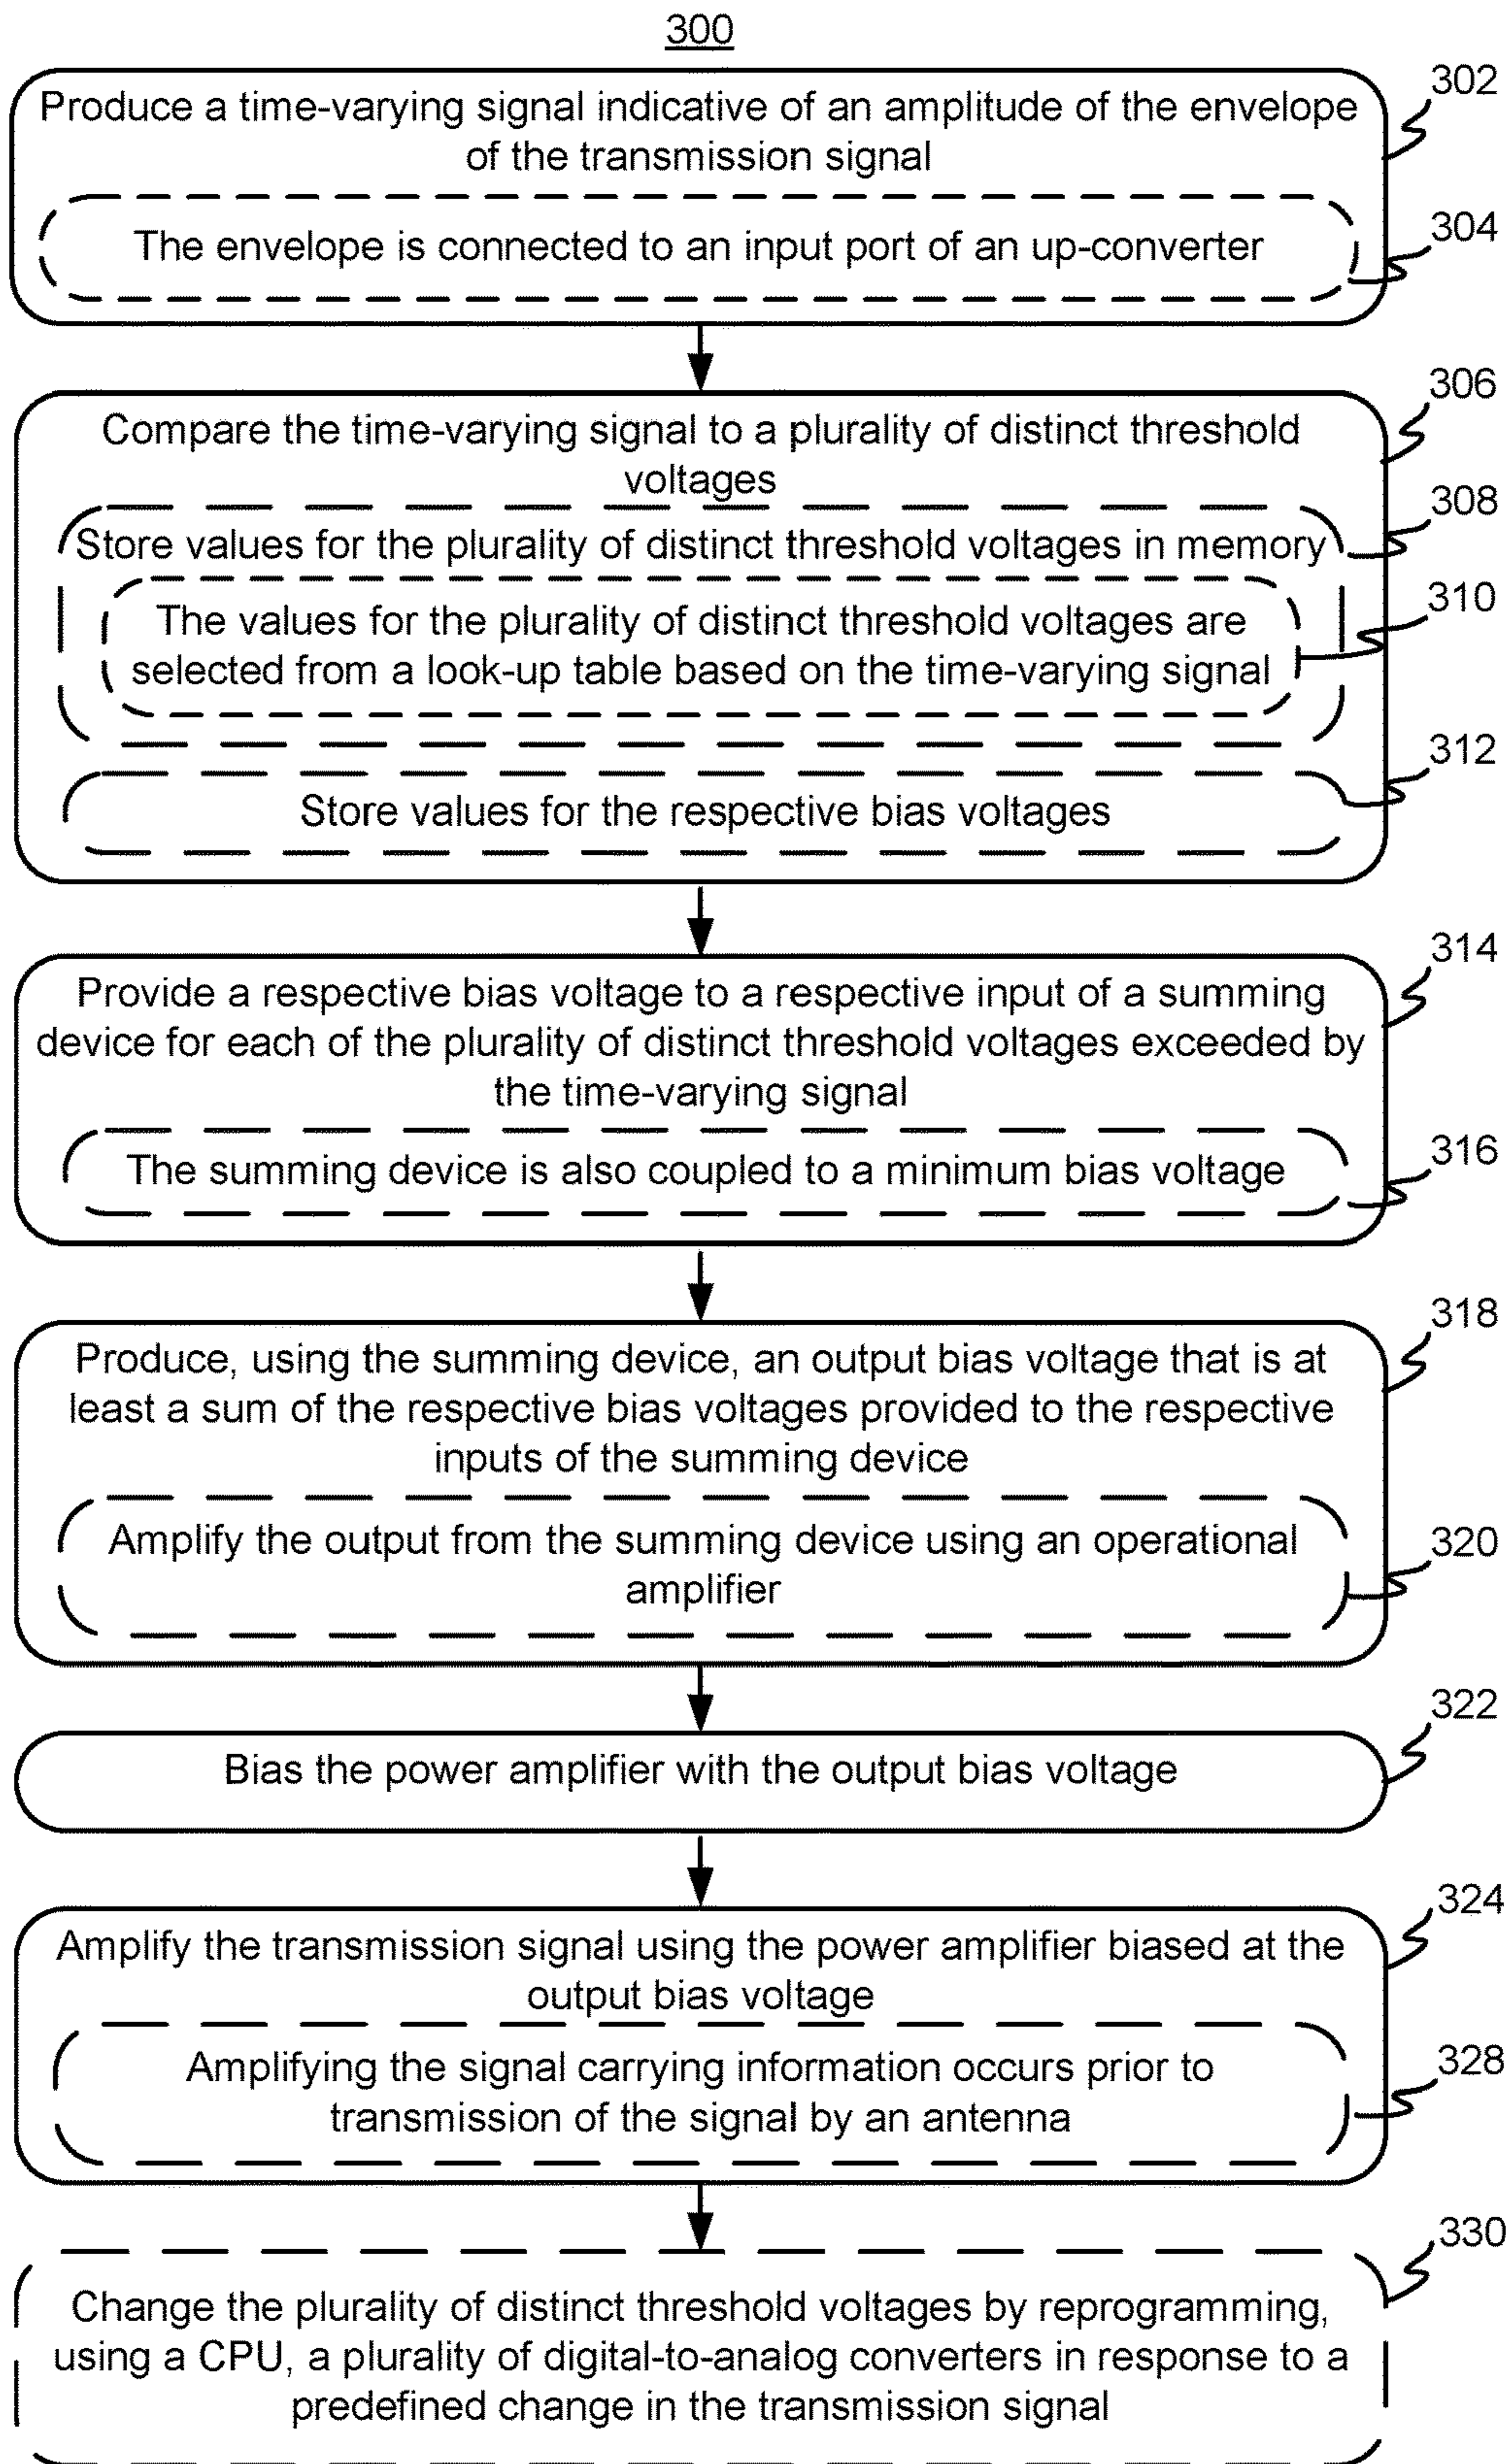 300
302
Produce a time-varying signal indicative of an amplitude of the envelope
of the transmission signal
304
The envelope is connected to an input port of an up-converter
306
Compare the time-varying signal to a plurality of distinct threshold
voltages
308
Store values for the plurality of distinct threshold voltages in memory
310
The values for the plurality of distinct threshold voltages are
selected from a look-up table based on the time-varying signal
312
Store values for the respective bias voltages
314
Provide a respective bias voltage to a respective input of a summing
device for each of the plurality of distinct threshold voltages exceeded by
the time-varying signal
316
The summing device is also coupled to a minimum bias voltage
318
Produce, using the summing device, an output bias voltage that is at
least a sum of the respective bias voltages provided to the respective
inputs of the summing device
320
Amplify the output from the summing device using an operational
amplifier
322
Bias the power amplifier with the output bias voltage
324
Amplify the transmission signal using the power amplifier biased at the
output bias voltage
328
Amplifying the signal carrying information occurs prior to
transmission of the signal by an antenna
330
Change the plurality of distinct threshold voltages by reprogramming,
using a CPU, a plurality of digital-to-analog converters in response to a
predefined change in the transmission signal